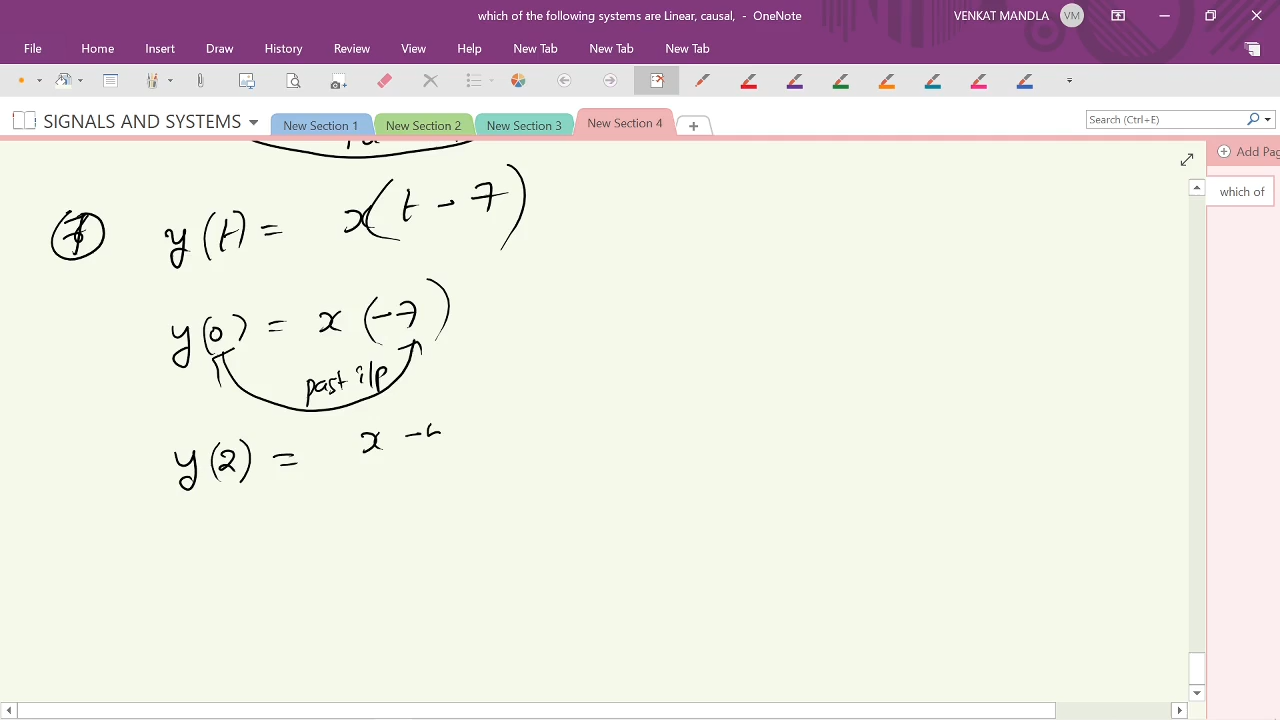 which of the following systems are Linear, causal, - OneNote
VENKAT MANDLA VM
File Home Insert Draw History Review View Help New Tab New Tab New Tab
SIGNALS AND SYSTEMS New Section 1 New Section 2 New Section 3 New Section 4 Search (Ctrl+E)
Add Pag
which of
7 y(t) = x(t-7)
y(0) = x(-7)
past i/p
y(2) = x -